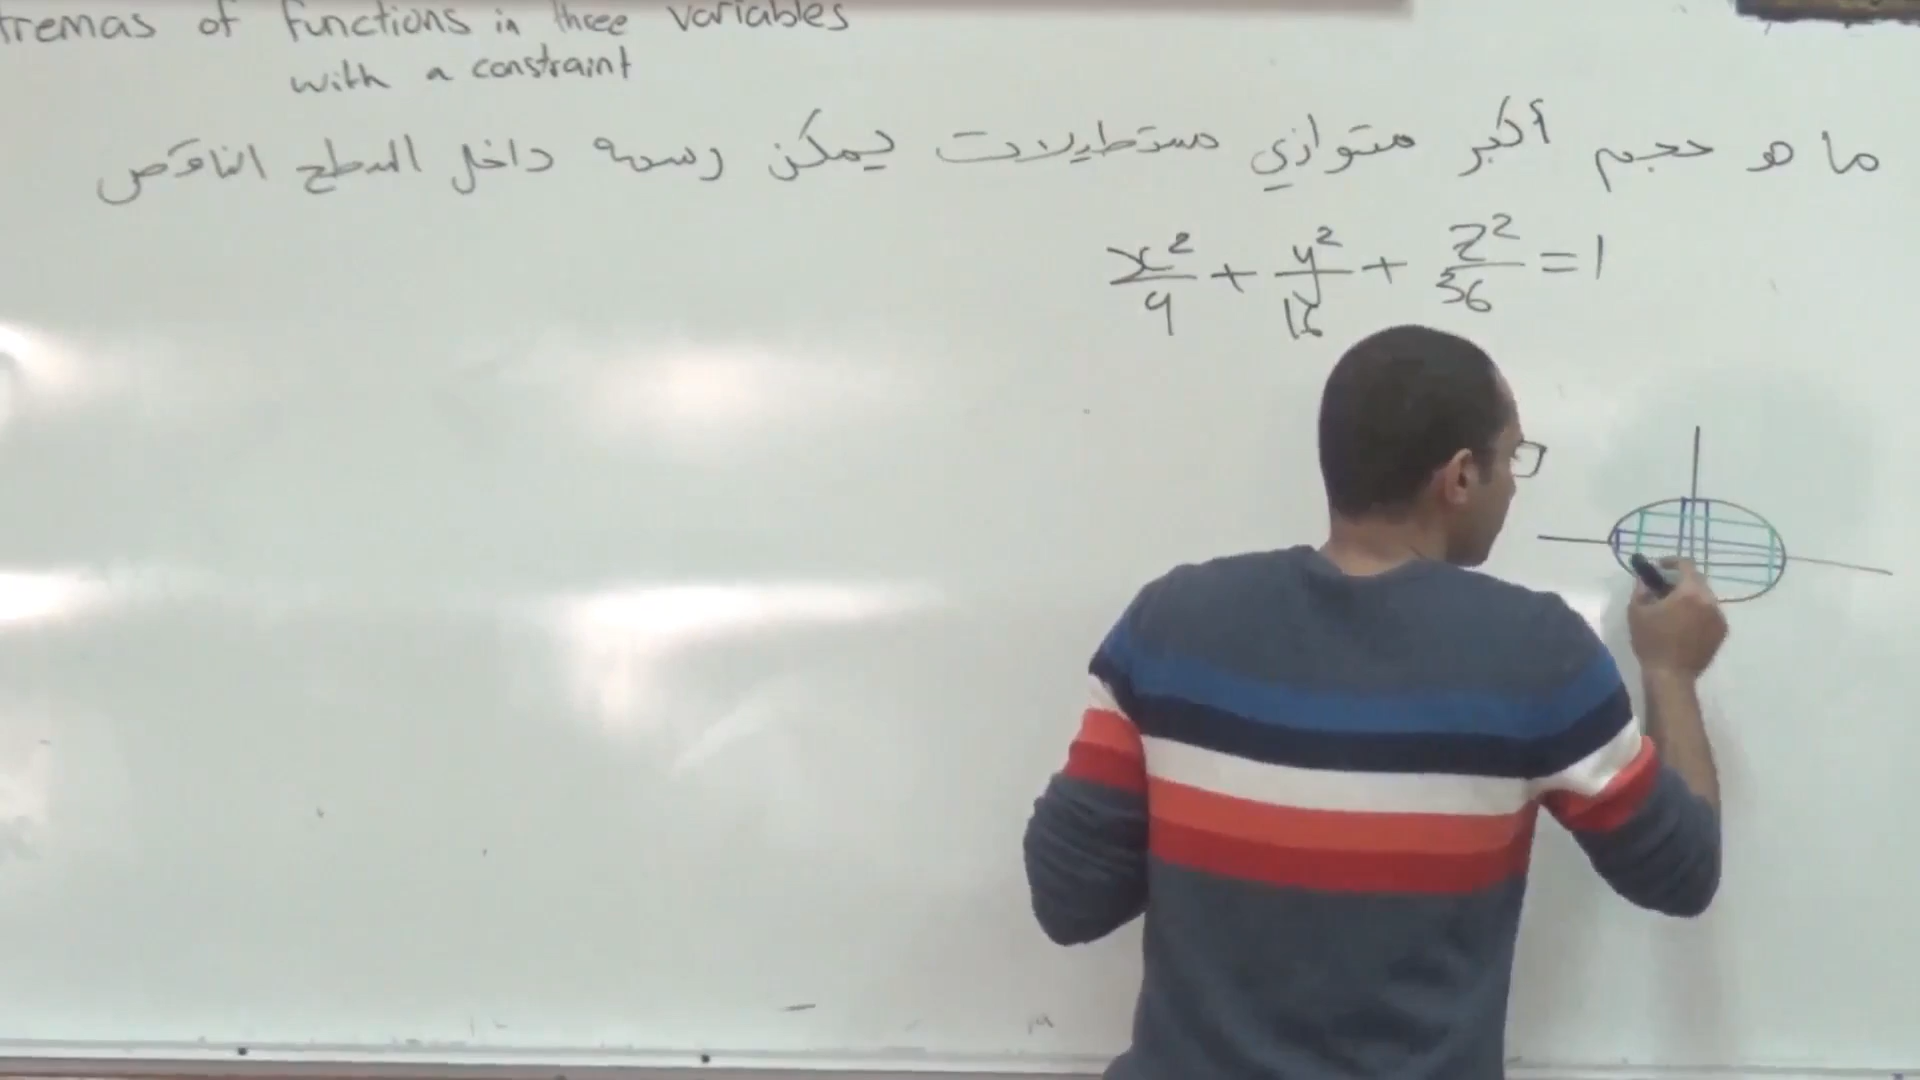 tremas of functions in three variables
with a constraint
ما هو حجم أكبر متوازي مستطيلات يمكن رسمه داخل السطح الناقص
x²/9 + y²/16 + z²/36 = 1